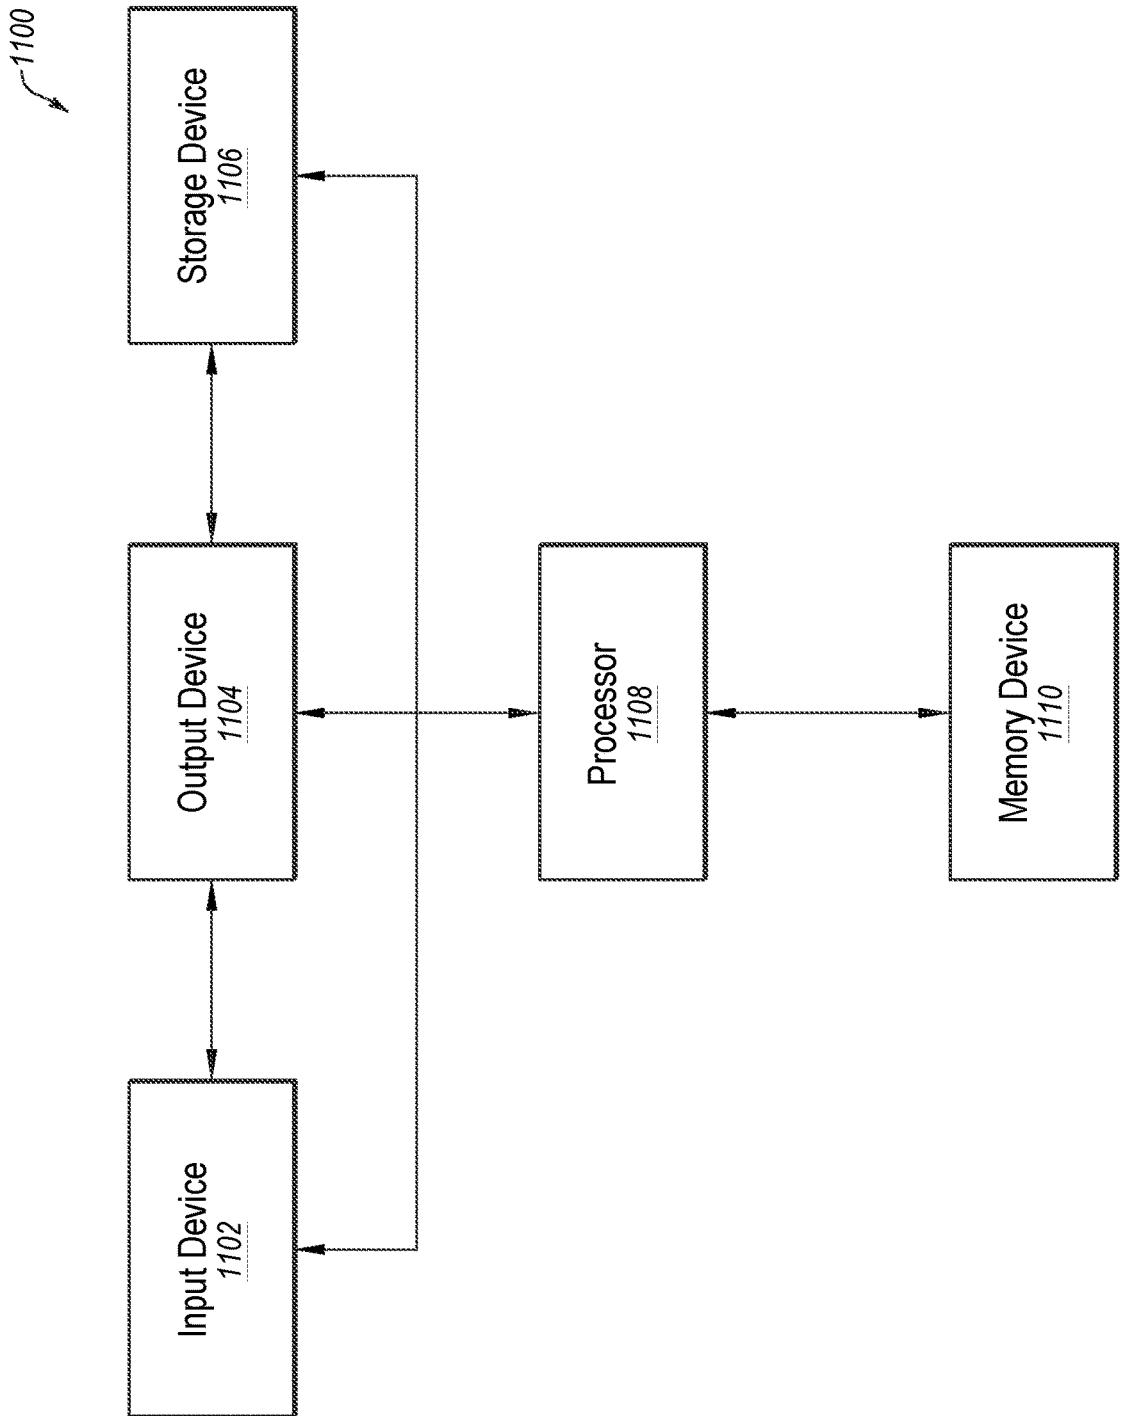 1100
Input Device
1102
Output Device
1104
Storage Device
1106
Processor
1108
Memory Device
1110